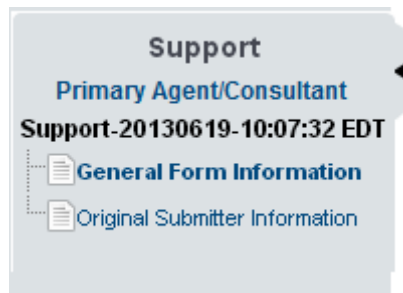 Support
Primary Agent/Consultant
Support-20130619-10:07:32 EDT
General Form Information
Original Submitter Information